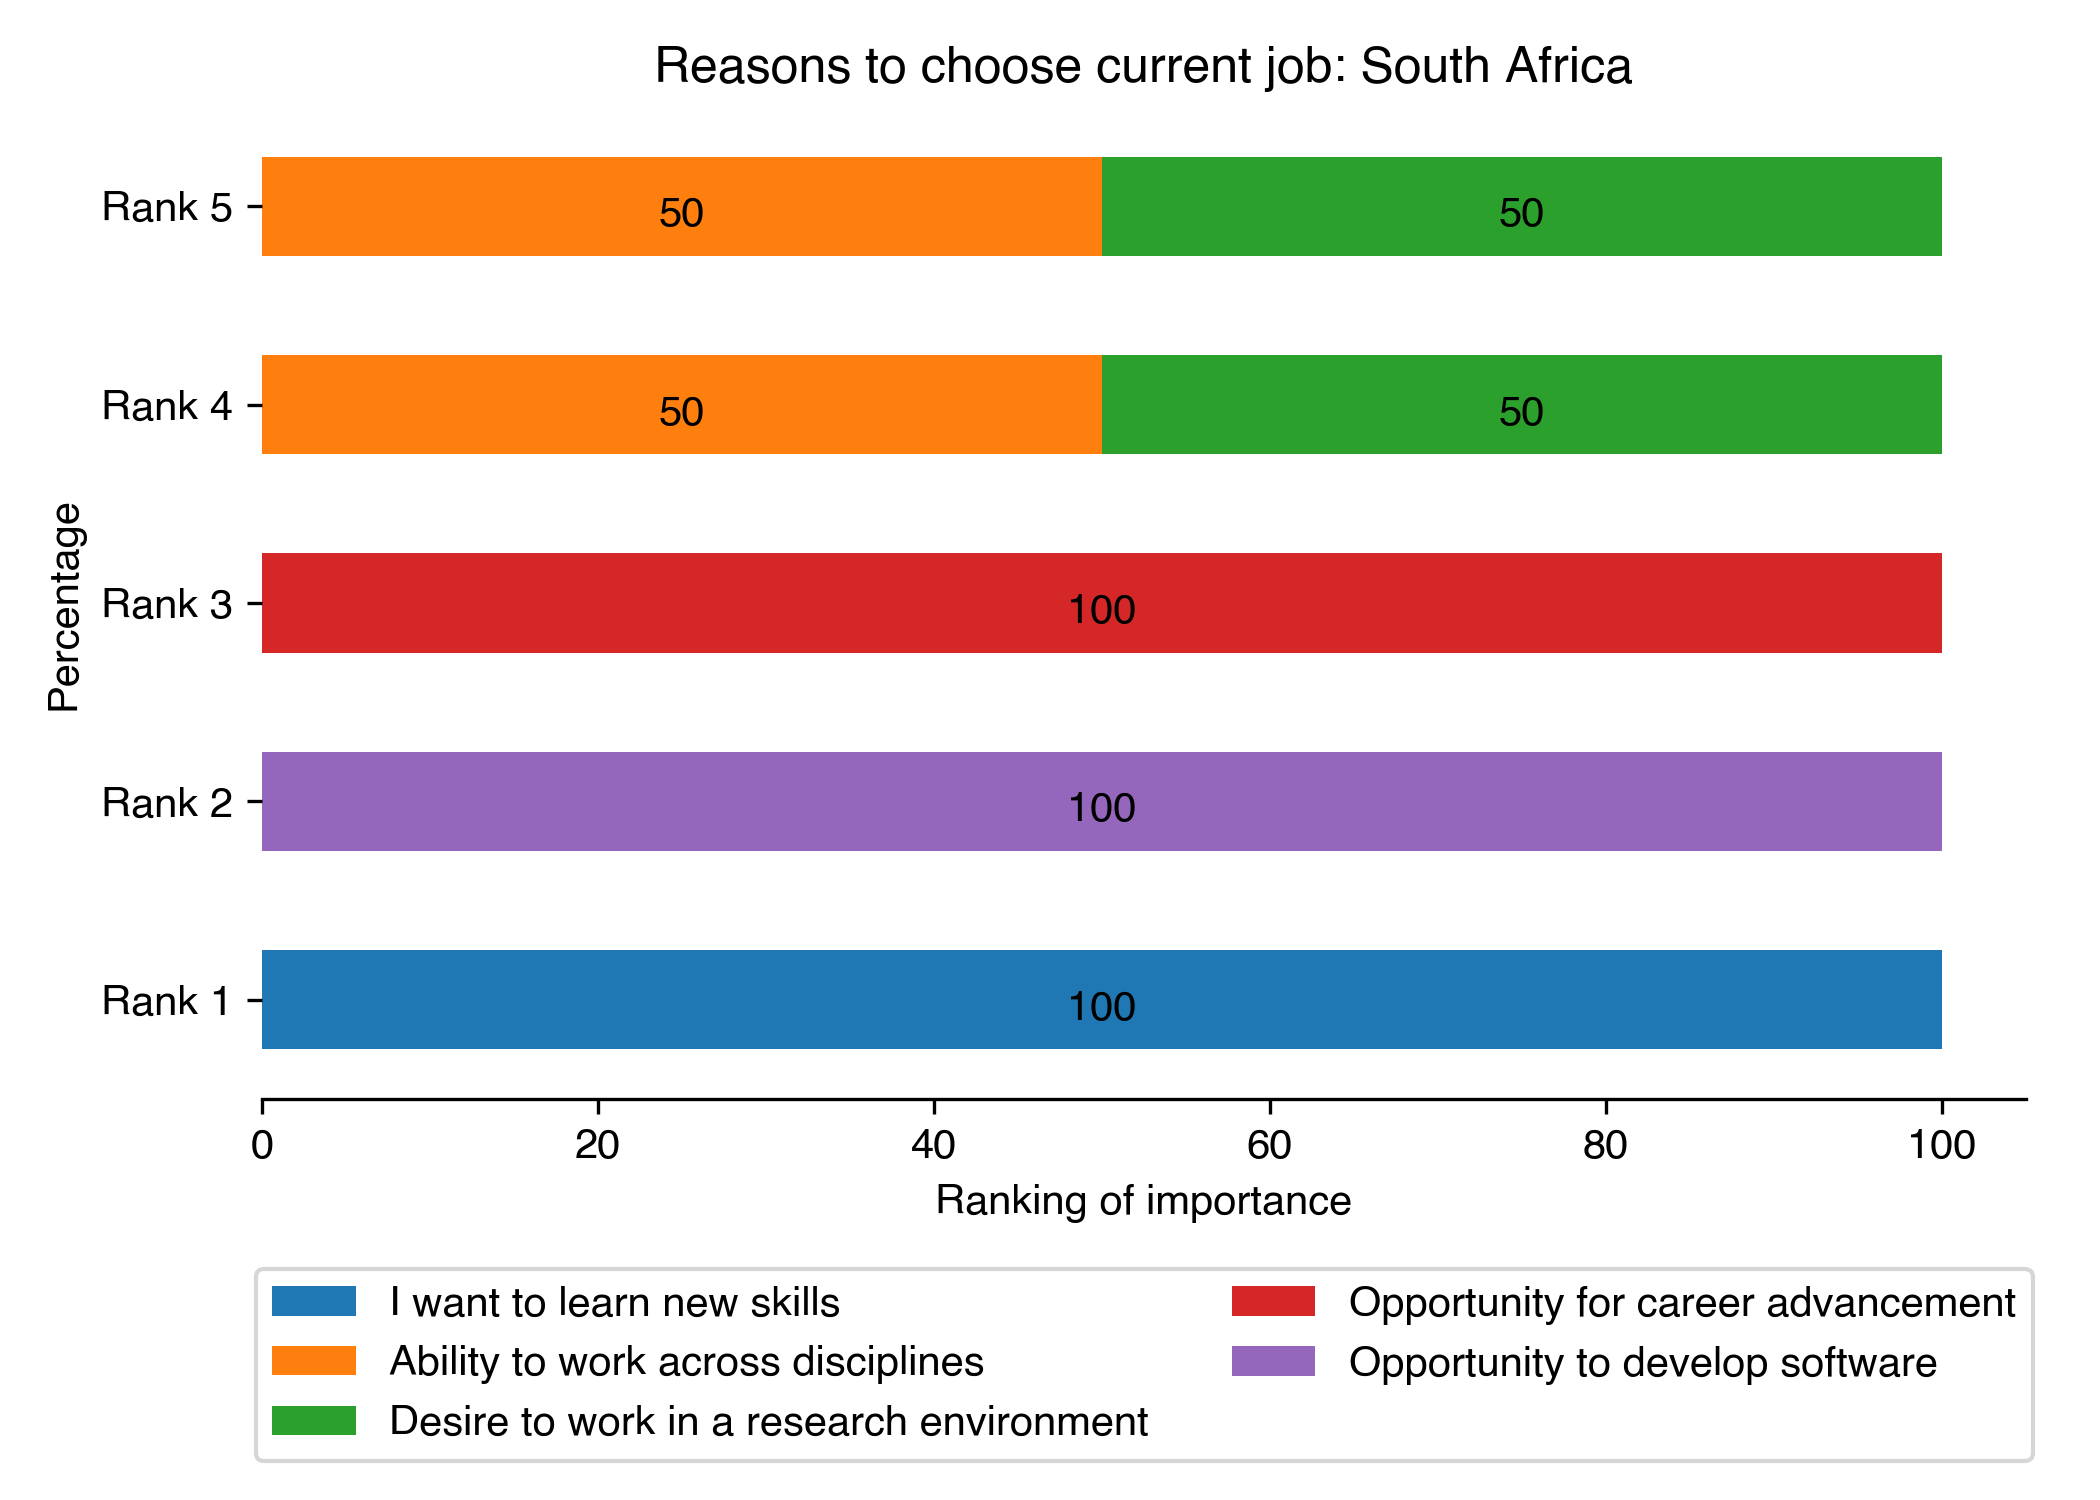 Reasons to choose current job: South Africa
Rank 5
50
50
Rank 4
50
50
Percentage
Rank 3
100
Rank 2
100
Rank 1
100
0 20 40 60 80 100
Ranking of importance
I want to learn new skills
Ability to work across disciplines
Desire to work in a research environment
Opportunity for career advancement
Opportunity to develop software